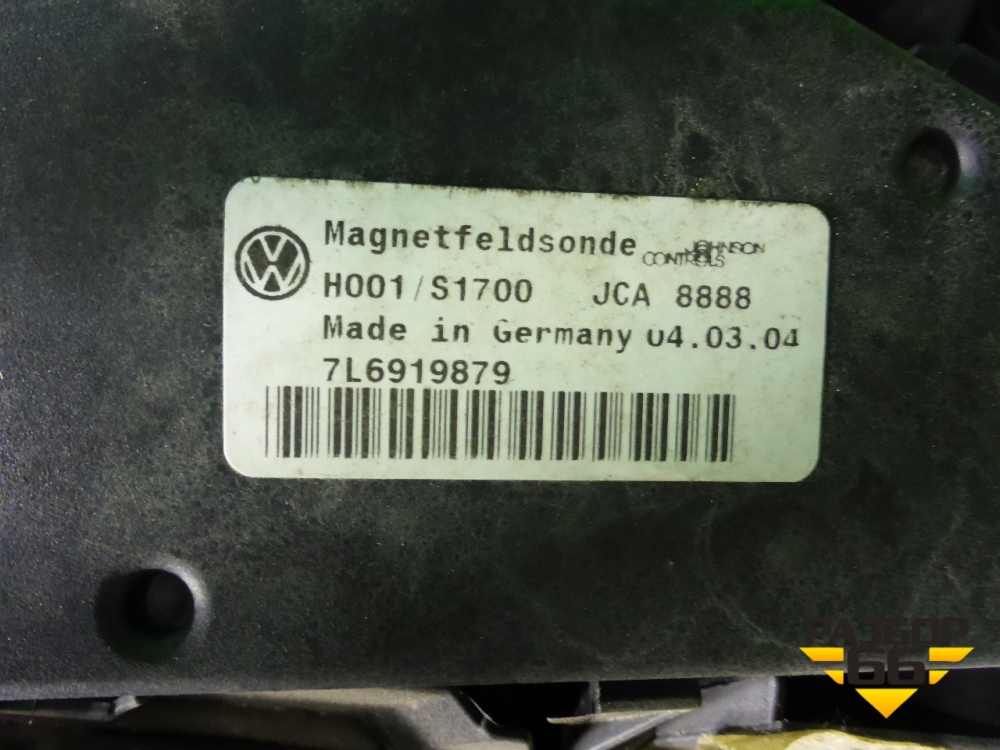 Magnetfeldsonde JOHNSON
CONTROLS
H001/S1700 JCA 8888
Made in Germany 04.03.04
7L6919879
РАЗБОР
66